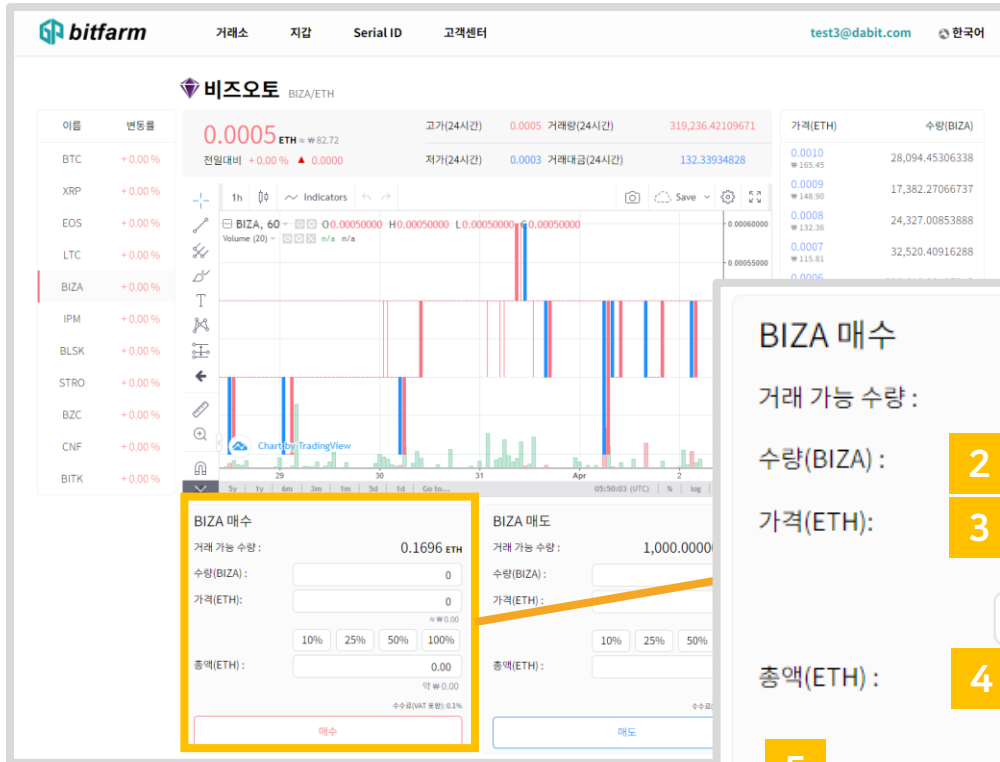 bitfarm 거래소 지갑 Serial ID 고객센터 test3@dabit.com 한국어
비즈오토 BIZA/ETH
이름 변동률
BTC + 0.00 %
XRP + 0.00 %
EOS + 0.00 %
LTC + 0.00 %
BIZA + 0.00 %
IPM + 0.00 %
BLSK + 0.00 %
STRO + 0.00 %
BZC + 0.00 %
CNF + 0.00 %
BITK + 0.00 %
0.0005 ETH ≈ ₩82.72
전일대비 + 0.00 % ▲ 0.0000
고가(24시간) 0.0005 거래량(24시간) 319,236.42109671
저가(24시간) 0.0003 거래대금(24시간) 132.33934828
1h Indicators Save
BIZA, 60 O0.00050000 H0.00050000 L0.00050000 C0.00050000
Volume (20) n/a n/a
0.00060000
0.00055000
Chart by TradingView
29 30 31 Apr 2
5y 1y 6m 3m 1m 5d 1d Go to... 05:50:03 (UTC) % log
가격(ETH) 수량(BIZA)
0.0010 28,094.45306338
₩165.45
0.0009 17,382.27066737
₩148.90
0.0008 24,327.00853888
₩132.36
0.0007 32,520.40916288
₩115.81
BIZA 매수
거래 가능 수량 : 0.1696 ETH
수량(BIZA) : 0
가격(ETH): 0
≈ ₩0.00
10% 25% 50% 100%
총액(ETH) : 0.00
약 ₩0.00
수수료(VAT 포함): 0.1%
매수
BIZA 매도
거래 가능 수량 : 1,000.0000
수량(BIZA) :
가격(ETH) :
10% 25% 50%
총액(ETH) :
매도
BIZA 매수
거래 가능 수량 :
수량(BIZA) : 2
가격(ETH): 3
총액(ETH) : 4
5